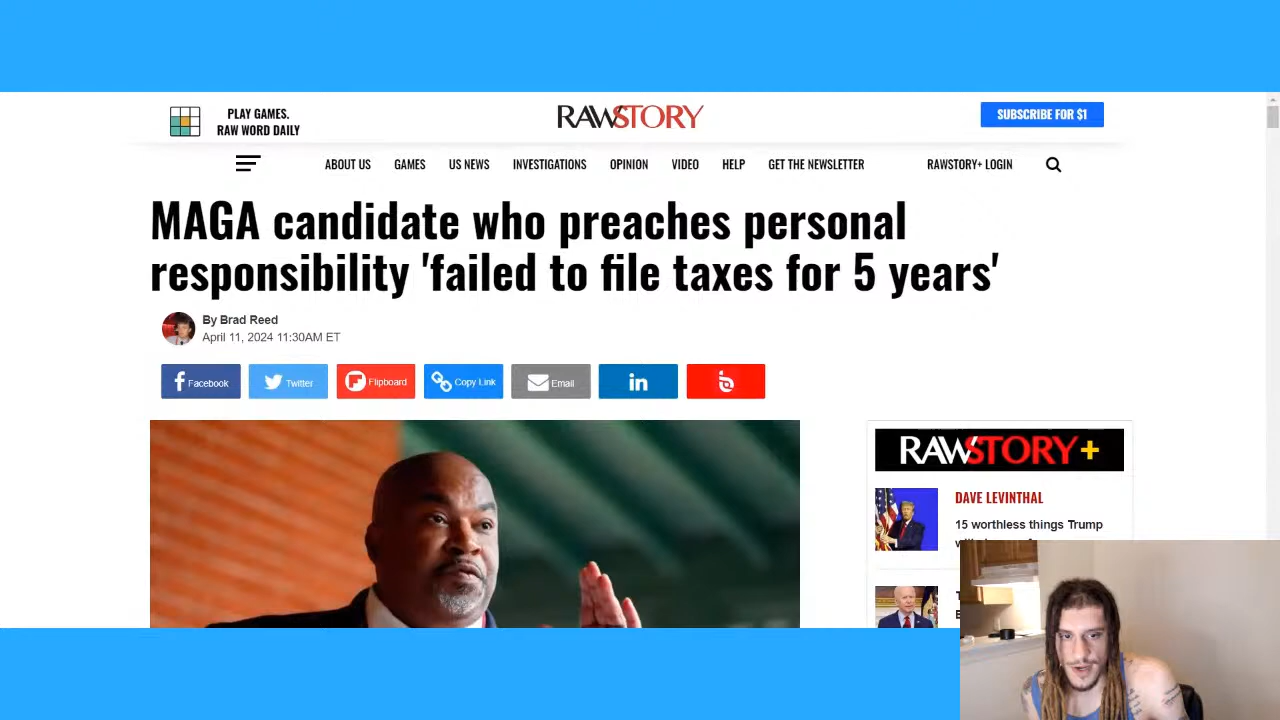 PLAY GAMES.
RAW WORD DAILY
RAWSTORY
SUBSCRIBE FOR $1
ABOUT US GAMES US NEWS INVESTIGATIONS OPINION VIDEO HELP GET THE NEWSLETTER RAWSTORY+ LOGIN
MAGA candidate who preaches personal
responsibility 'failed to file taxes for 5 years'
By Brad Reed
April 11, 2024 11:30AM ET
Facebook Twitter Flipboard Copy Link Email in
RAWSTORY+
DAVE LEVINTHAL
15 worthless things Trump